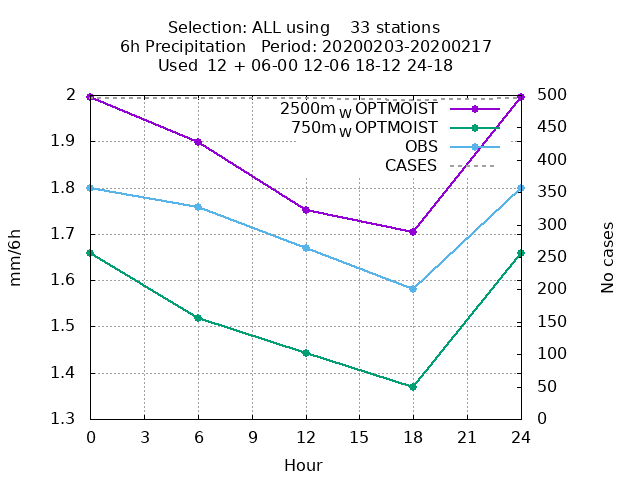 Selection: ALL using    33 stations
6h Precipitation   Period: 20200203-20200217
Used  12 + 06-00 12-06 18-12 24-18
2500m_W OPTMOIST
750m_W OPTMOIST
OBS
CASES
2
1.9
1.8
1.7
1.6
1.5
1.4
1.3
mm/6h
500
450
400
350
300
250
200
150
100
50
0
No cases
0 3 6 9 12 15 18 21 24
Hour